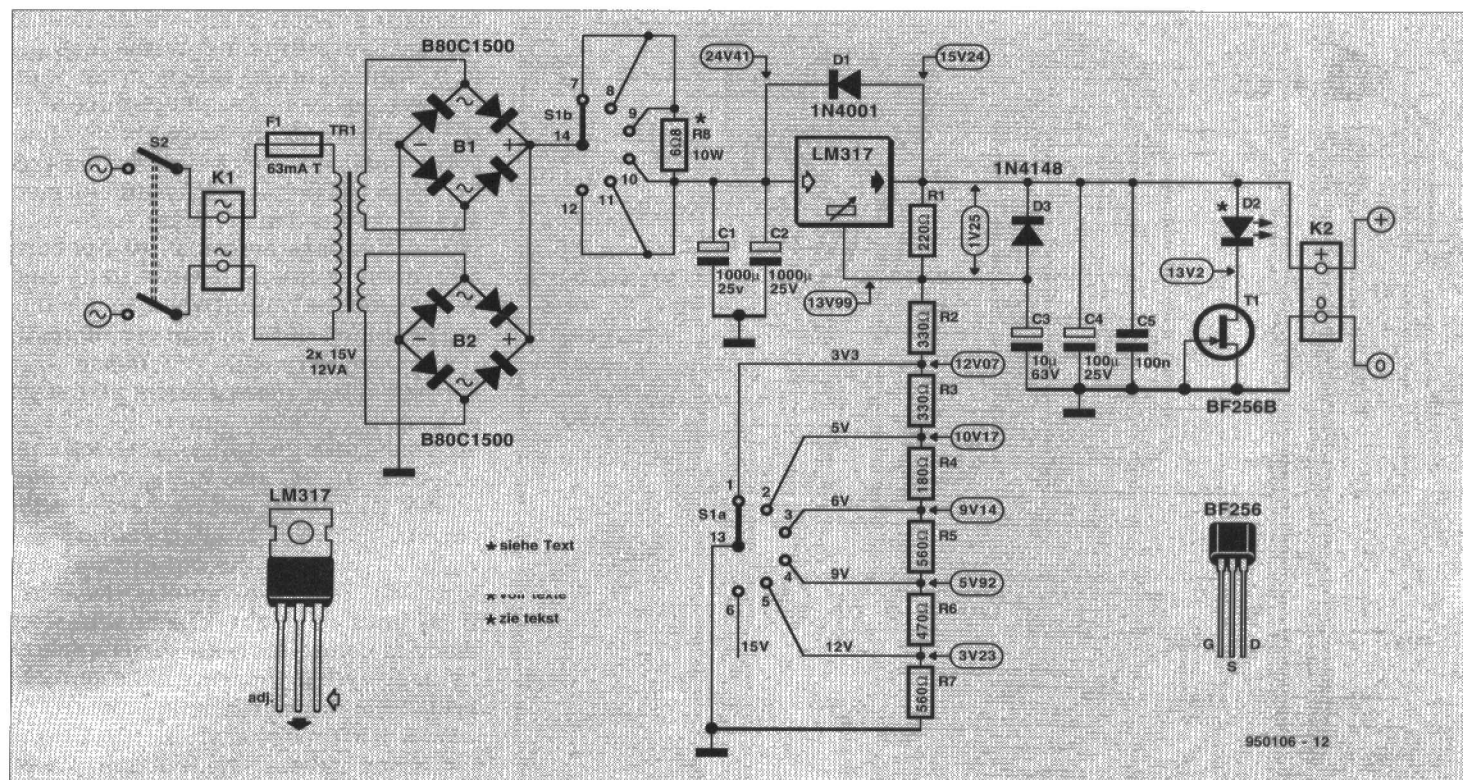 B80C1500
24V41
D1
15V24
1N4001
7
8
S1b
14
9
*
R8
6Ω8
10W
10
11
12
F1
TR1
S2
63mA T
K1
~
~
~
~
~
~
−
B1
+
~
~
−
B2
+
2x 15V
12VA
B80C1500
LM317
1N4148
R1
220Ω
1V25
D3
*
D2
K2
+
+
0
0
C1
1000µ
25v
C2
1000µ
25V
13V99
13V2
T1
R2
330Ω
C3
10µ
63V
C4
100µ
25V
C5
100n
BF256B
3V3
12V07
R3
330Ω
5V
10V17
R4
180Ω
1
2
S1a
13
3
6V
9V14
R5
560Ω
4
9V
5V92
5
6
R6
470Ω
15V
12V
3V23
R7
560Ω
LM317
adj.
* siehe Text
* voir texte
* zie tekst
BF256
G
S
D
950106 - 12